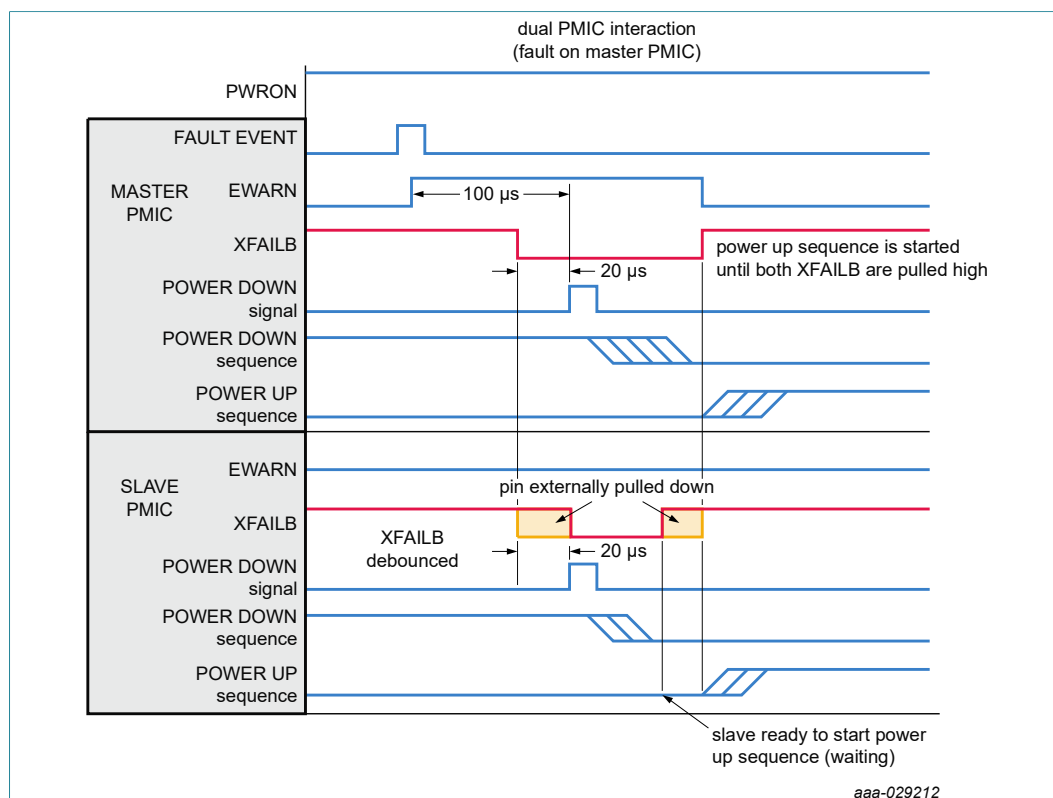 dual PMIC interaction
(fault on master PMIC)
PWRON
FAULT EVENT
MASTER
PMIC
EWARN
100 µs
XFAILB
power up sequence is started
until both XFAILB are pulled high
20 µs
POWER DOWN
signal
POWER DOWN
sequence
POWER UP
sequence
SLAVE
PMIC
EWARN
pin externally pulled down
XFAILB
XFAILB
debounced
20 µs
POWER DOWN
signal
POWER DOWN
sequence
POWER UP
sequence
slave ready to start power
up sequence (waiting)
aaa-029212